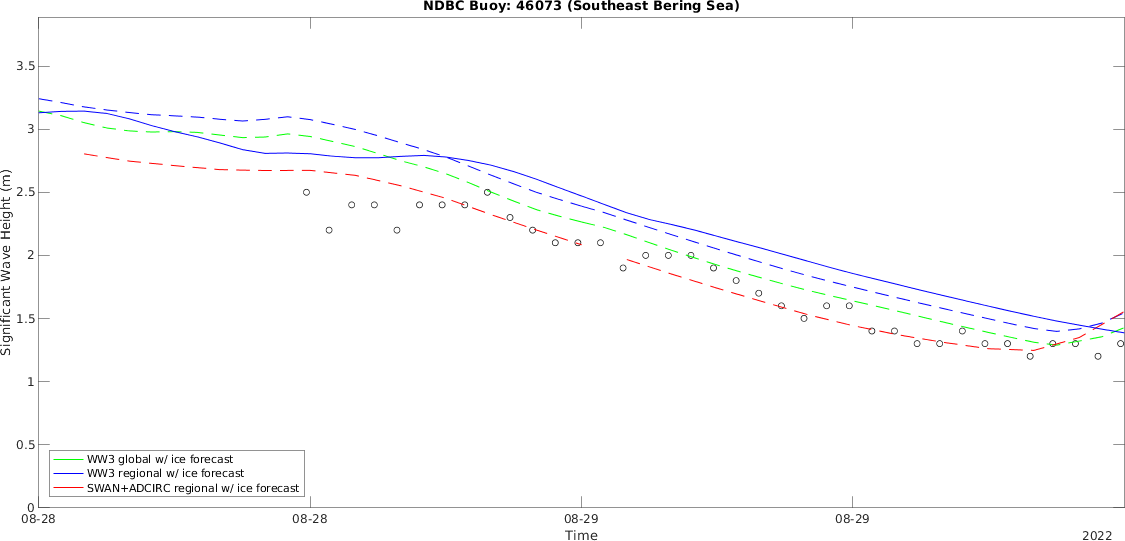 NDBC Buoy: 46073 (Southeast Bering Sea)
Significant Wave Height (m)
3.5
3
2.5
2
1.5
1
0.5
0
WW3 global w/ ice forecast
WW3 regional w/ ice forecast
SWAN+ADCIRC regional w/ ice forecast
08-28 08-28 08-29 08-29
Time
2022